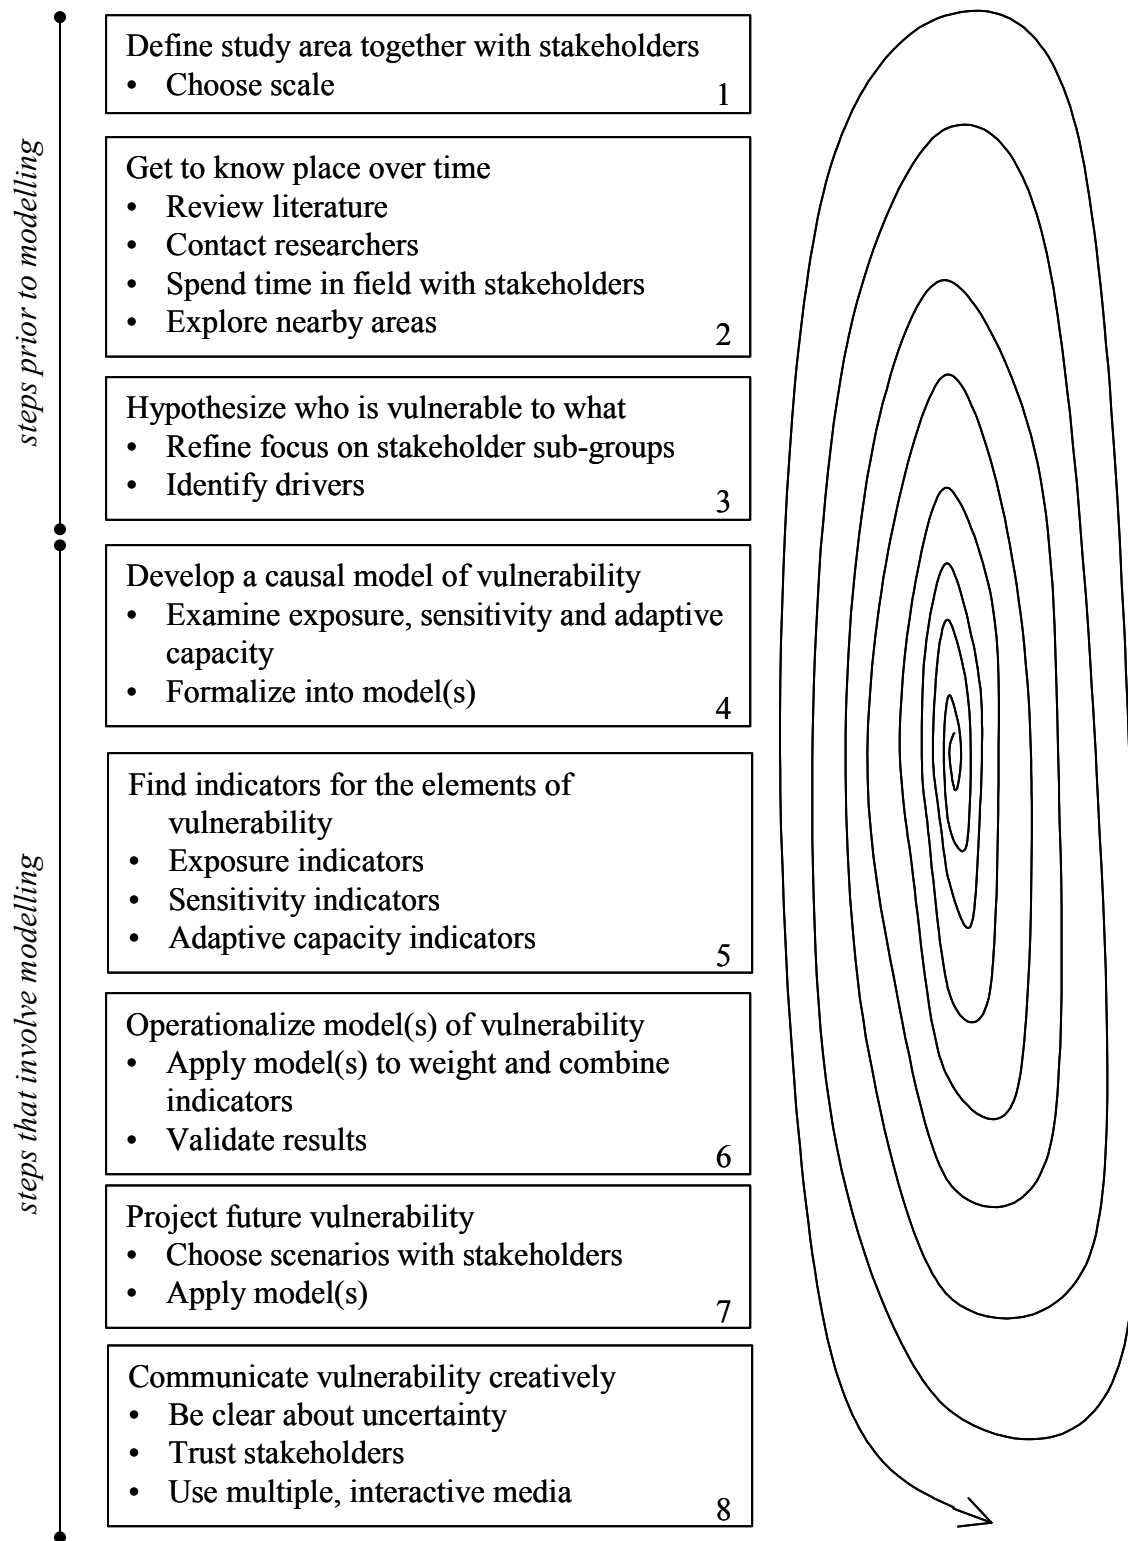 steps prior to modelling
Define study area together with stakeholders
• Choose scale
1
Get to know place over time
• Review literature
• Contact researchers
• Spend time in field with stakeholders
• Explore nearby areas
2
Hypothesize who is vulnerable to what
• Refine focus on stakeholder sub-groups
• Identify drivers
3
steps that involve modelling
Develop a causal model of vulnerability
• Examine exposure, sensitivity and adaptive
capacity
• Formalize into model(s)
4
Find indicators for the elements of
vulnerability
• Exposure indicators
• Sensitivity indicators
• Adaptive capacity indicators
5
Operationalize model(s) of vulnerability
• Apply model(s) to weight and combine
indicators
• Validate results
6
Project future vulnerability
• Choose scenarios with stakeholders
• Apply model(s)
7
Communicate vulnerability creatively
• Be clear about uncertainty
• Trust stakeholders
• Use multiple, interactive media
8